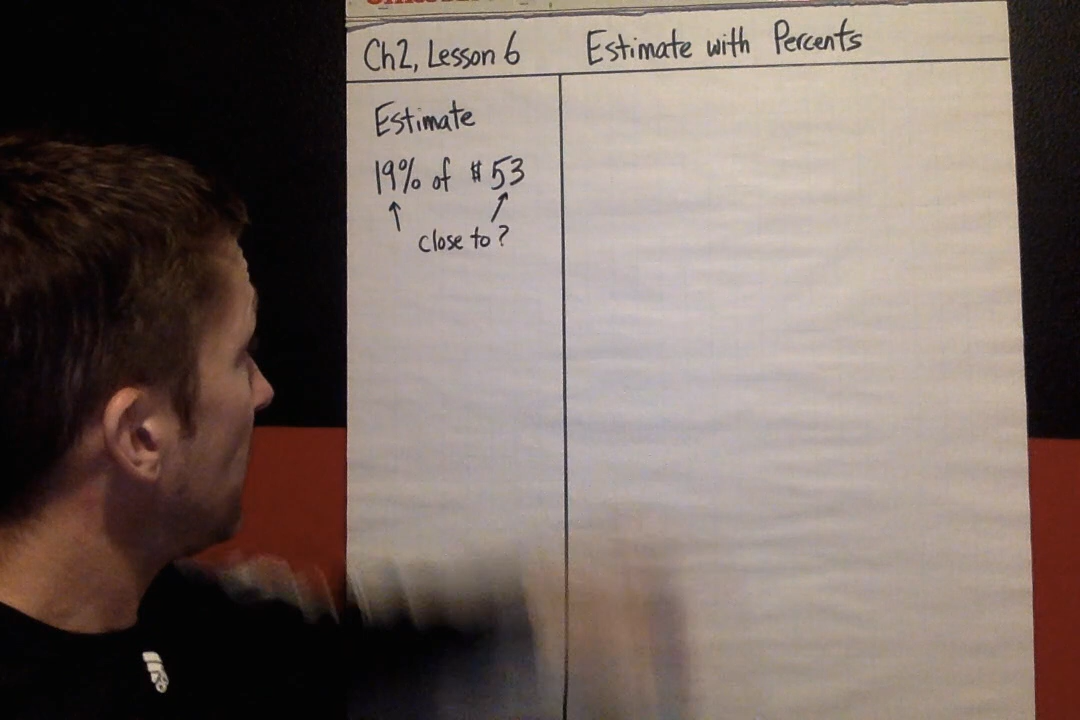 Ch2, Lesson 6
Estimate with Percents
Estimate
19% of $53
close to?